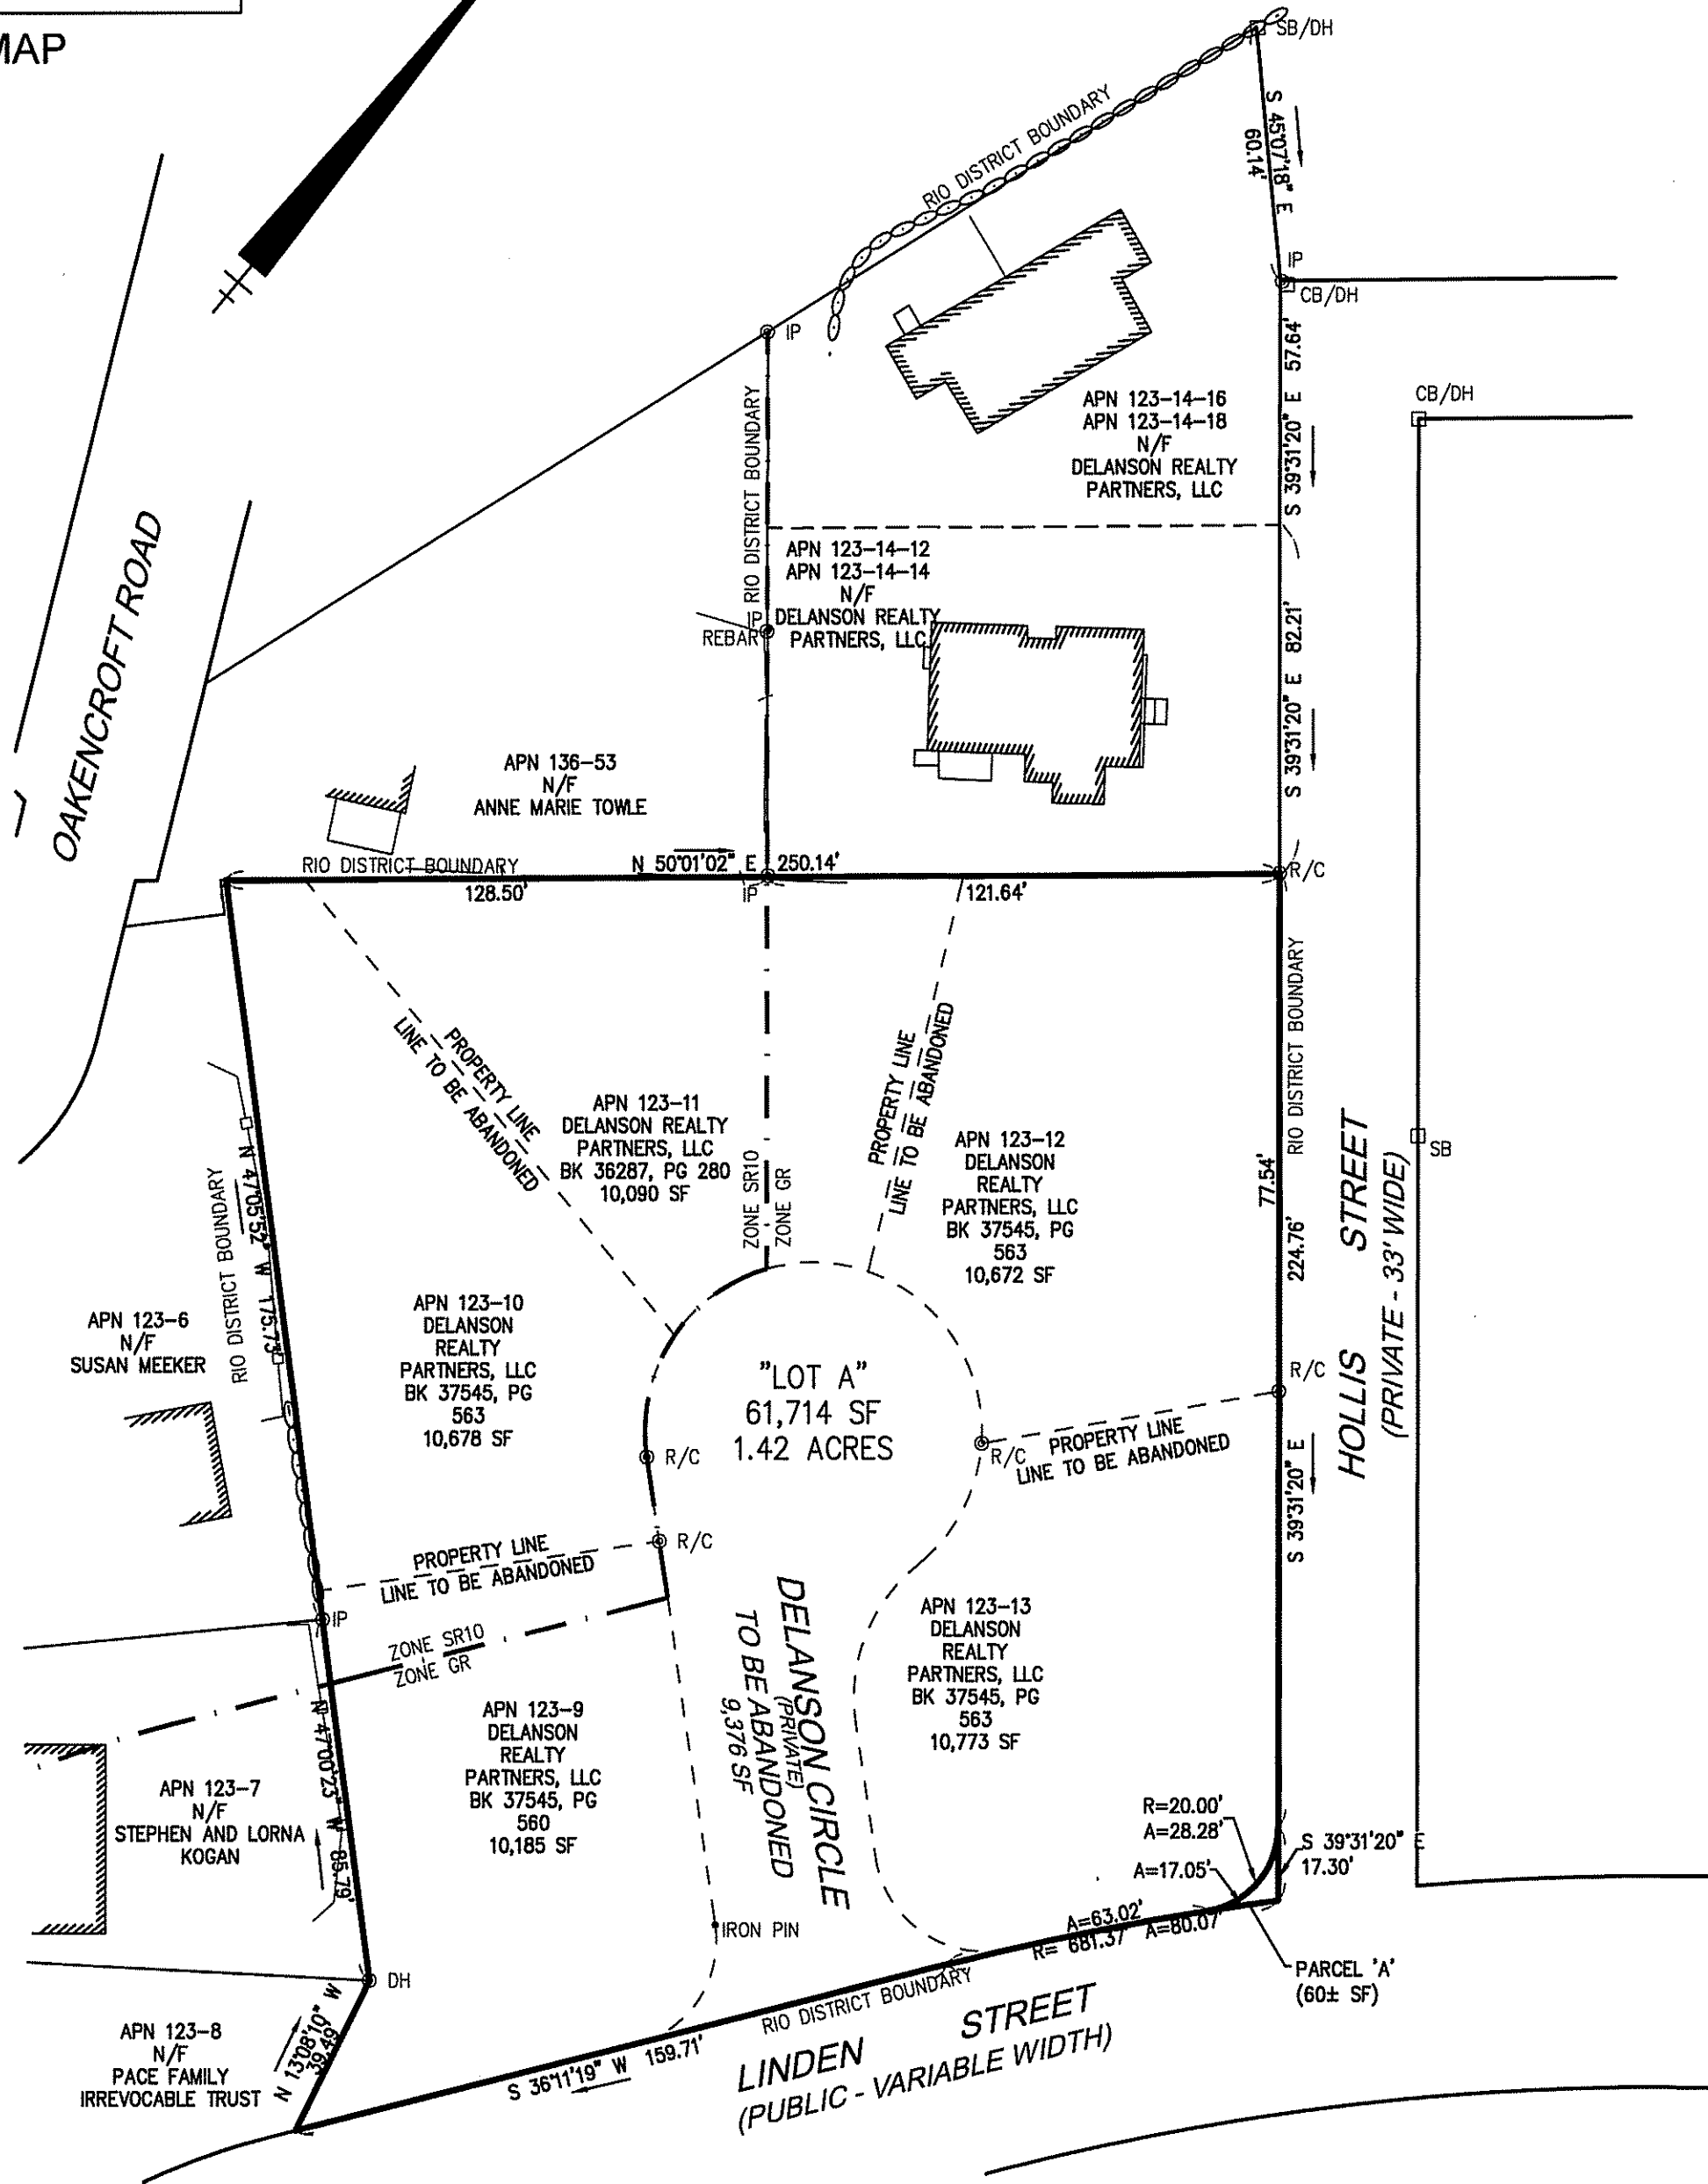 MAP
SB/DH
RIO DISTRICT BOUNDARY
S 45°07'18" E
60.14'
IP
CB/DH
IP
S 39°31'20" E 57.64'
CB/DH
APN 123-14-16
APN 123-14-18
N/F
DELANSON REALTY
PARTNERS, LLC
RIO DISTRICT BOUNDARY
OAKENCROFT ROAD
APN 123-14-12
APN 123-14-14
N/F
DELANSON REALTY
PARTNERS, LLC
IP
REBAR
S 39°31'20" E 82.21'
APN 136-53
N/F
ANNE MARIE TOWLE
RIO DISTRICT BOUNDARY
N 50°01'02" E 250.14'
R/C
128.50'
IP
121.64'
RIO DISTRICT BOUNDARY
PROPERTY LINE
LINE TO BE ABANDONED
PROPERTY LINE
LINE TO BE ABANDONED
APN 123-11
DELANSON REALTY
PARTNERS, LLC
BK 36287, PG 280
10,090 SF
ZONE SR10
ZONE GR
APN 123-12
DELANSON
REALTY
PARTNERS, LLC
BK 37545, PG
563
10,672 SF
77.54'
224.76'
S 39°31'20" E
HOLLIS STREET
(PRIVATE - 33' WIDE)
SB
N 47°05'52" W 175.73'
RIO DISTRICT BOUNDARY
APN 123-6
N/F
SUSAN MEEKER
APN 123-10
DELANSON
REALTY
PARTNERS, LLC
BK 37545, PG
563
10,678 SF
"LOT A"
61,714 SF
1.42 ACRES
R/C
R/C
R/C
PROPERTY LINE
LINE TO BE ABANDONED
PROPERTY LINE
LINE TO BE ABANDONED
R/C
IP
ZONE SR10
ZONE GR
DELANSON CIRCLE
(PRIVATE)
TO BE ABANDONED
9,376 SF
APN 123-13
DELANSON
REALTY
PARTNERS, LLC
BK 37545, PG
563
10,773 SF
APN 123-9
DELANSON
REALTY
PARTNERS, LLC
BK 37545, PG
560
10,185 SF
N 47°00'23" W 85.79'
APN 123-7
N/F
STEPHEN AND LORNA
KOGAN
R=20.00'
A=28.28'
A=17.05'
S 39°31'20" E
17.30'
IRON PIN
A=63.02'
R= 681.37' A=80.07'
PARCEL 'A'
(60± SF)
DH
RIO DISTRICT BOUNDARY
APN 123-8
N/F
PACE FAMILY
IRREVOCABLE TRUST
N 13°08'10" W
39.49'
S 36°11'19" W 159.71'
LINDEN STREET
(PUBLIC - VARIABLE WIDTH)